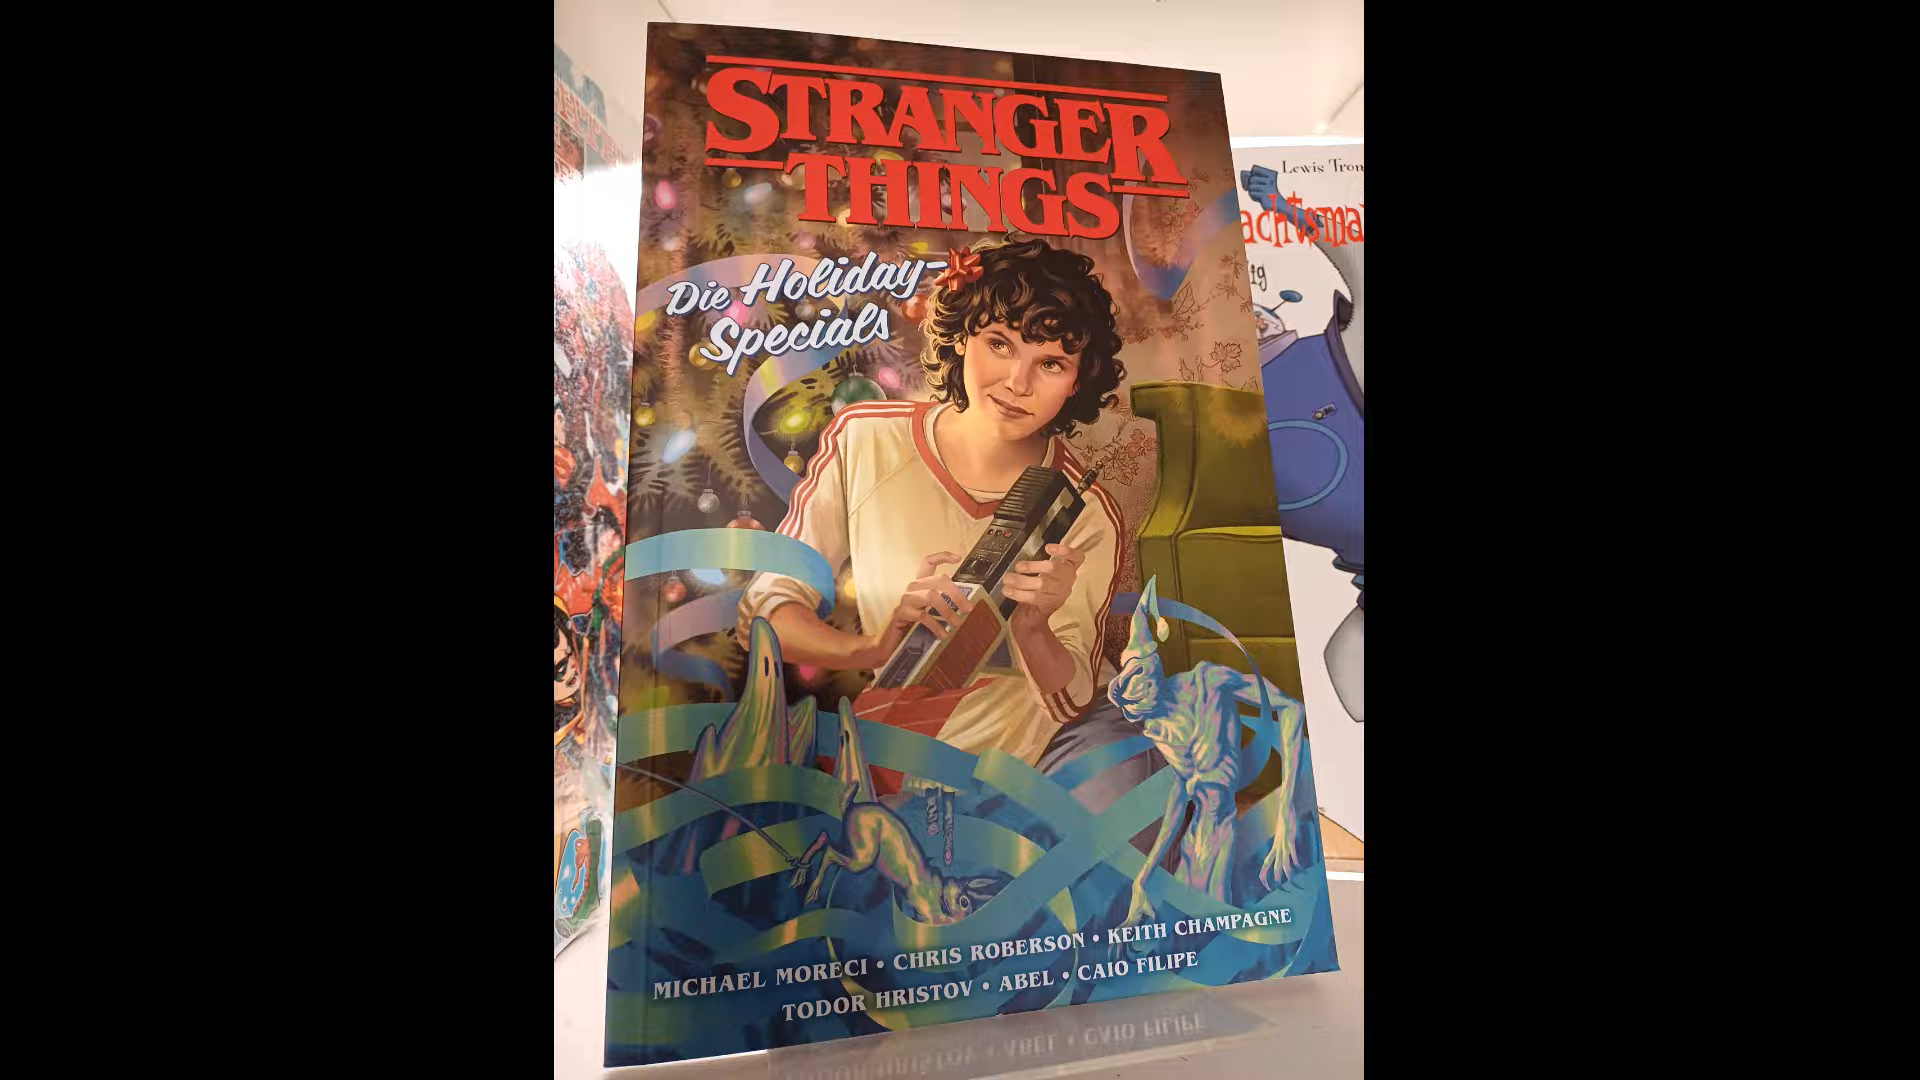 STRANGER
THINGS
Die Holiday-
Specials
MICHAEL MORECI • CHRIS ROBERSON • KEITH CHAMPAGNE
TODOR HRISTOV • ABEL • CAIO FILIPE
Lewis Tron
achtsma
ig